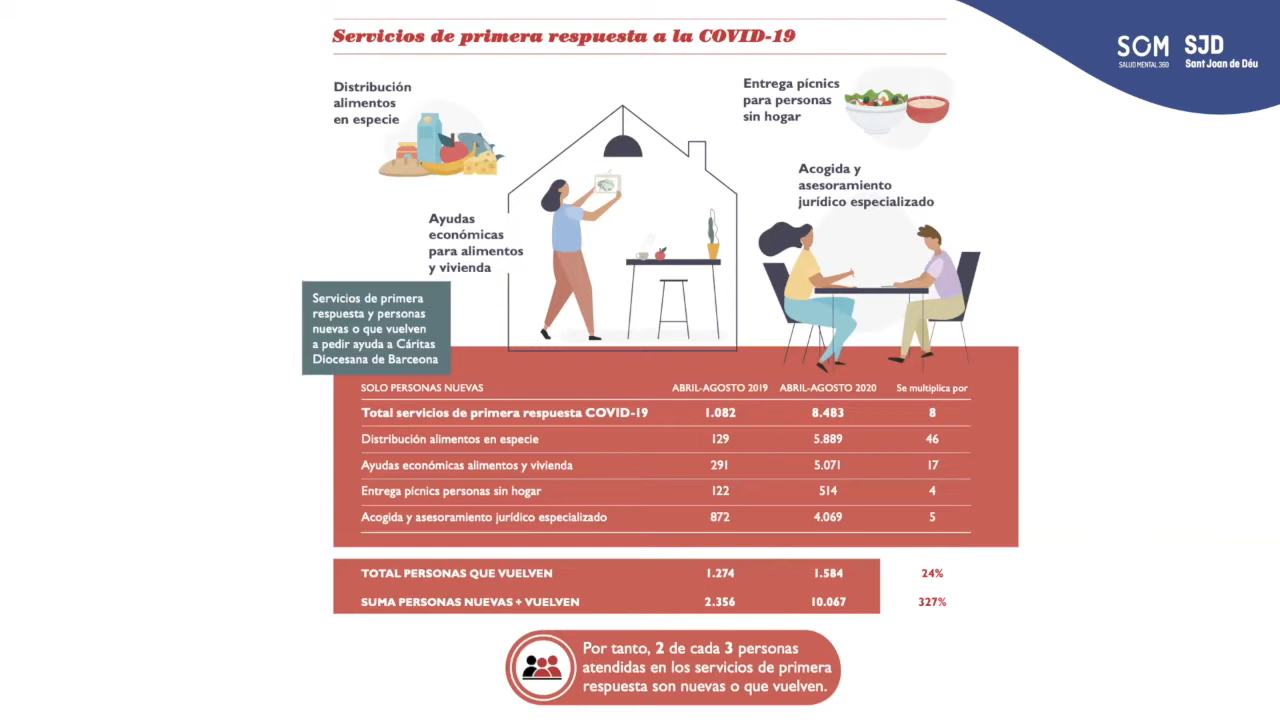 Servicios de primera respuesta a la COVID-19
SOM
SALUD MENTAL 360
SJD
Sant Joan de Déu
Distribución
alimentos
en especie
Entrega pícnics
para personas
sin hogar
Acogida y
asesoramiento
jurídico especializado
Ayudas
económicas
para alimentos
y vivienda
Servicios de primera
respuesta y personas
nuevas o que vuelven
a pedir ayuda a Cáritas
Diocesana de Barceona
SOLO PERSONAS NUEVAS ABRIL-AGOSTO 2019 ABRIL-AGOSTO 2020 Se multiplica por
Total servicios de primera respuesta COVID-19 1.082 8.483 8
Distribución alimentos en especie 129 5.889 46
Ayudas económicas alimentos y vivienda 291 5.071 17
Entrega pícnics personas sin hogar 122 514 4
Acogida y asesoramiento jurídico especializado 872 4.069 5
TOTAL PERSONAS QUE VUELVEN 1.274 1.584 24%
SUMA PERSONAS NUEVAS + VUELVEN 2.356 10.067 327%
Por tanto, 2 de cada 3 personas
atendidas en los servicios de primera
respuesta son nuevas o que vuelven.